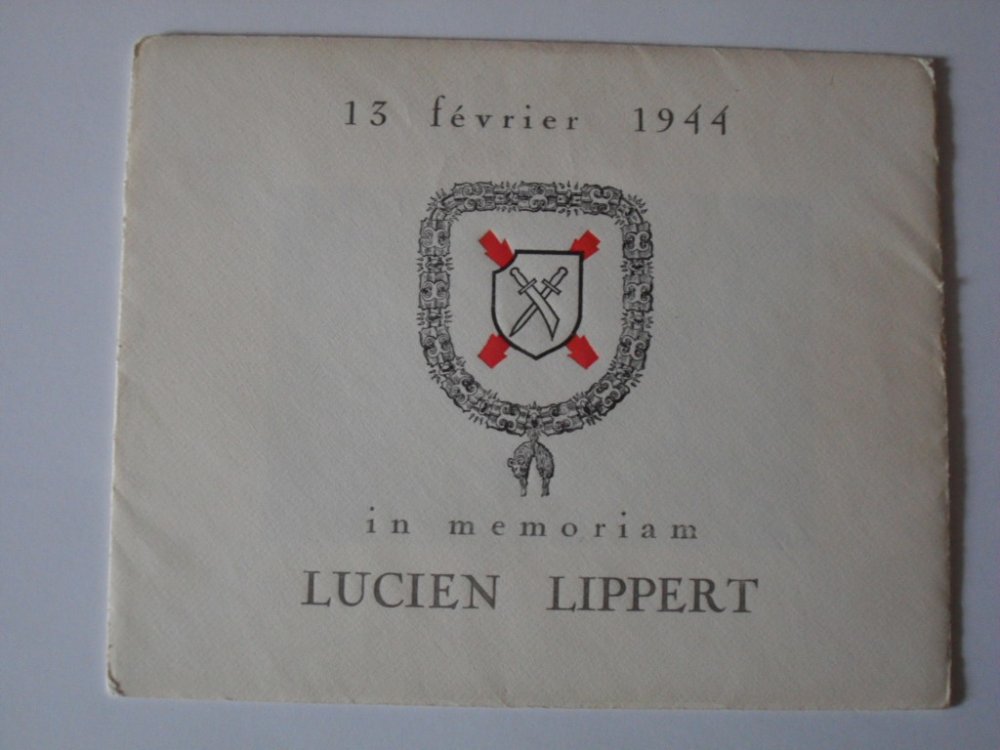 13 février 1944
in memoriam
LUCIEN LIPPERT